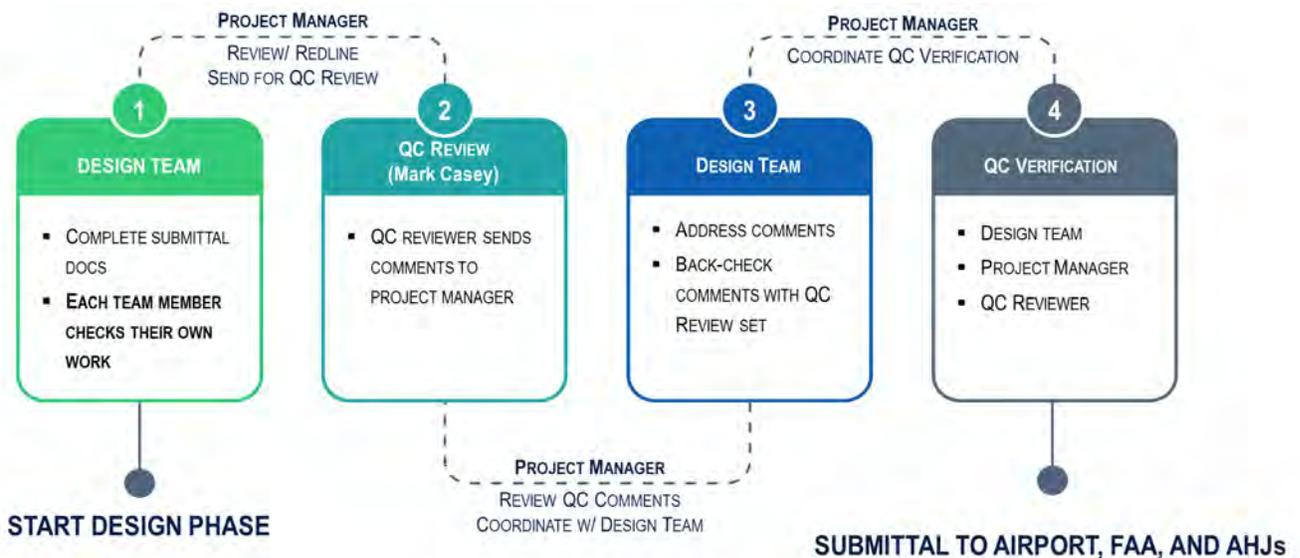 PROJECT MANAGER
REVIEW/ REDLINE
SEND FOR QC REVIEW
PROJECT MANAGER
COORDINATE QC VERIFICATION
1
DESIGN TEAM
▪ COMPLETE SUBMITTAL
DOCS
▪ EACH TEAM MEMBER
CHECKS THEIR OWN
WORK
2
QC REVIEW
(Mark Casey)
▪ QC REVIEWER SENDS
COMMENTS TO
PROJECT MANAGER
3
DESIGN TEAM
▪ ADDRESS COMMENTS
▪ BACK-CHECK
COMMENTS WITH QC
REVIEW SET
4
QC VERIFICATION
▪ DESIGN TEAM
▪ PROJECT MANAGER
▪ QC REVIEWER
PROJECT MANAGER
REVIEW QC COMMENTS
COORDINATE W/ DESIGN TEAM
START DESIGN PHASE
SUBMITTAL TO AIRPORT, FAA, AND AHJs